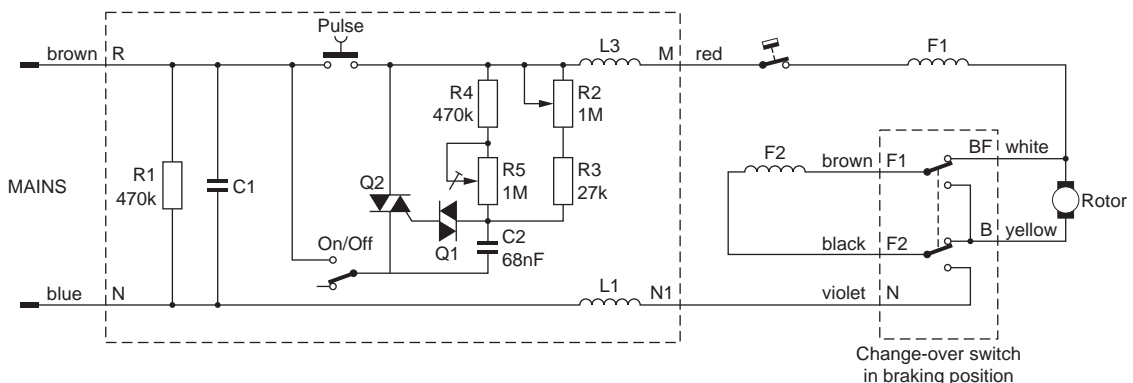 Pulse
brown
R
L3
M
red
F1
R4
470k
R2
1M
MAINS
R1
470k
C1
Q2
R5
1M
R3
27k
F2
brown
F1
BF
white
Rotor
On/Off
Q1
C2
68nF
black
F2
B
yellow
blue
N
L1
N1
violet
N
Change-over switch
in braking position